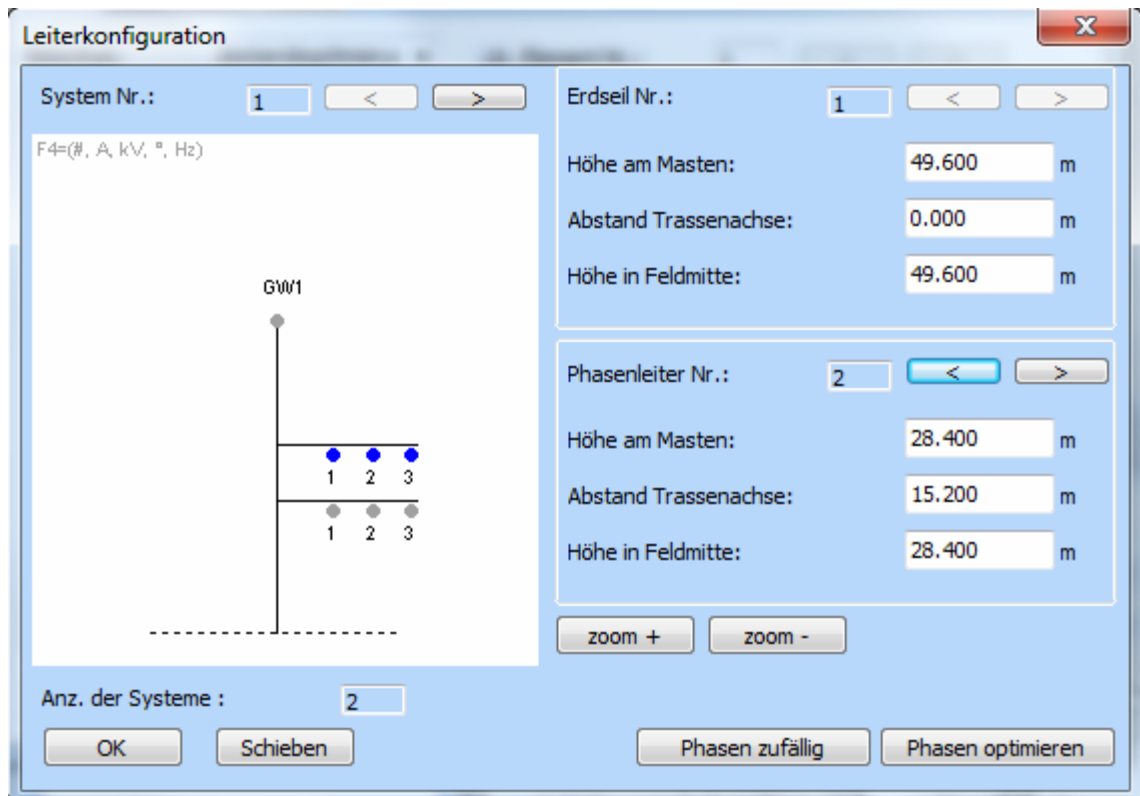 Leiterkonfiguration
System Nr.: 1 < >
F4=(#, A, kV, °, Hz)
GW1
1 2 3
1 2 3
Anz. der Systeme : 2
OK Schieben
Erdseil Nr.: 1 < >
Höhe am Masten: 49.600 m
Abstand Trassenachse: 0.000 m
Höhe in Feldmitte: 49.600 m
Phasenleiter Nr.: 2 < >
Höhe am Masten: 28.400 m
Abstand Trassenachse: 15.200 m
Höhe in Feldmitte: 28.400 m
zoom + zoom -
Phasen zufällig Phasen optimieren